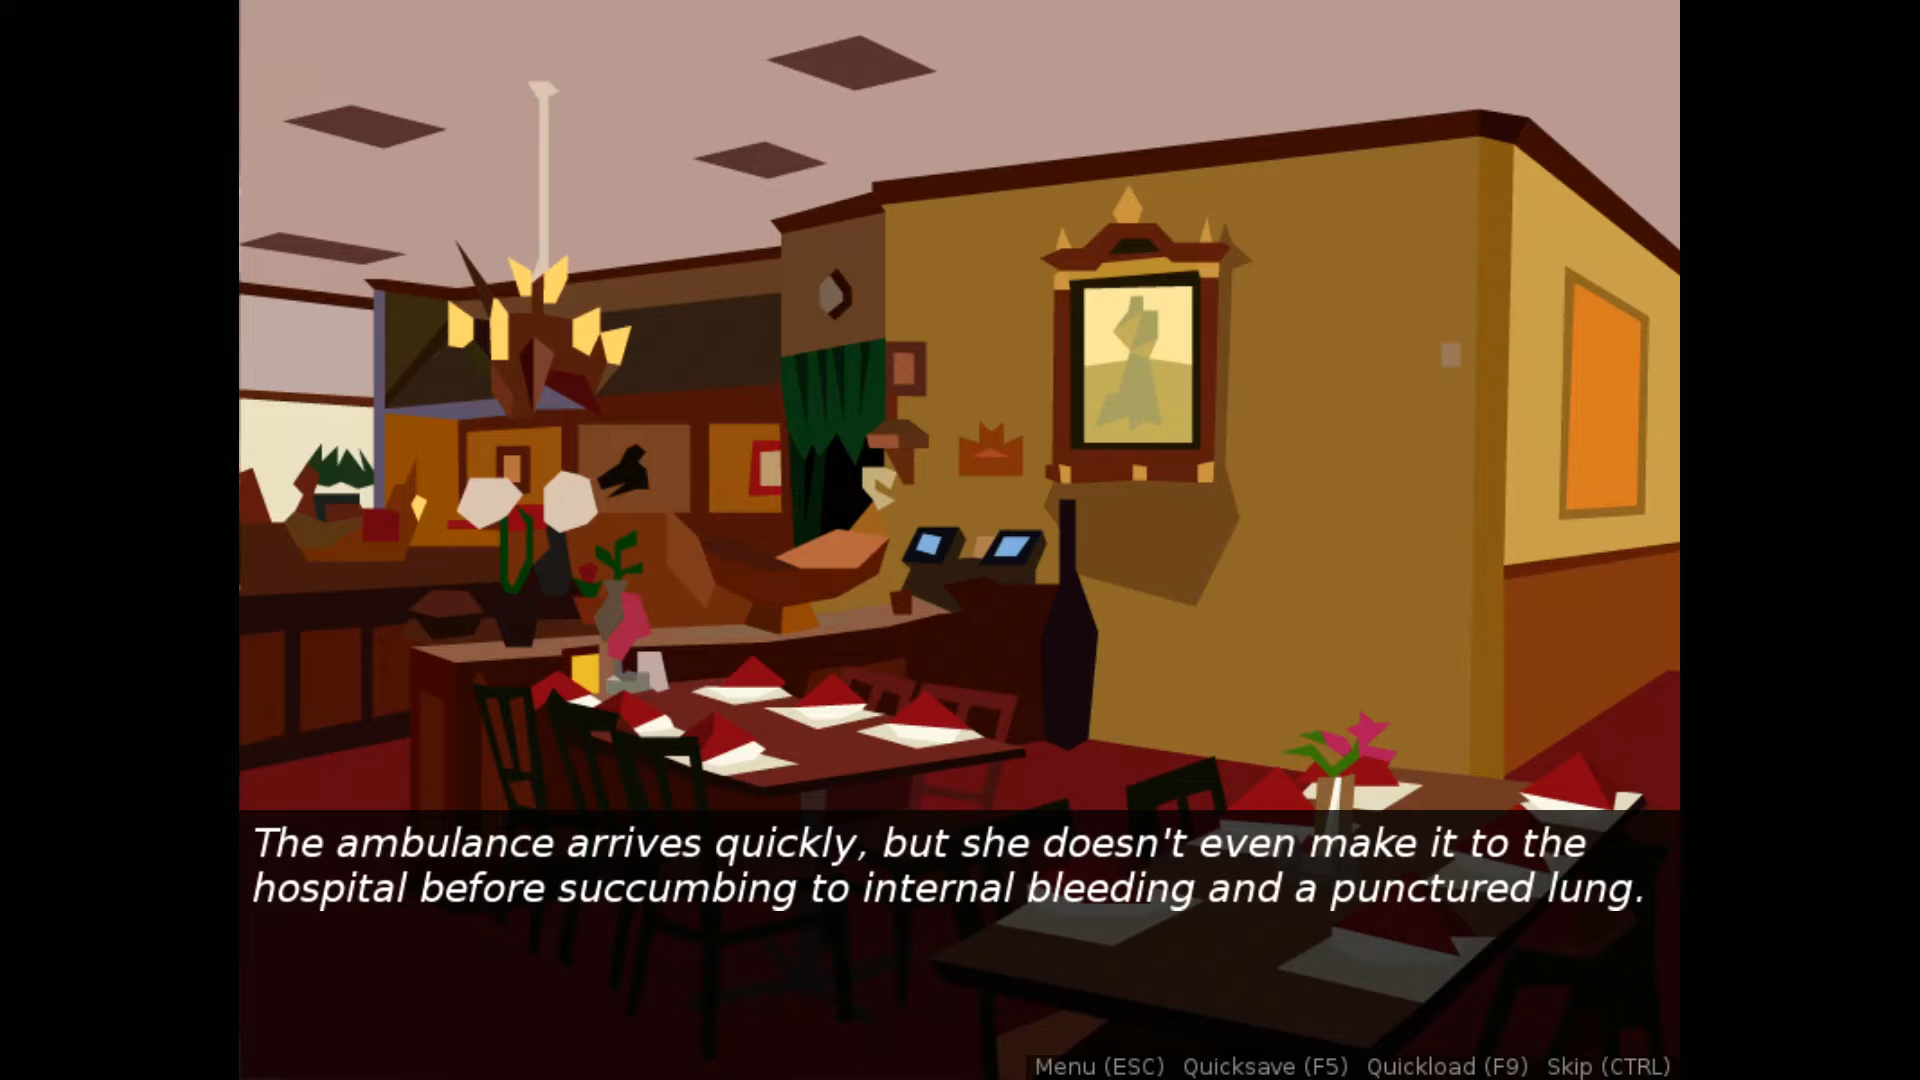 The ambulance arrives quickly, but she doesn't even make it to the
hospital before succumbing to internal bleeding and a punctured lung.
Menu (ESC) Quicksave (F5) Quickload (F9) Skip (CTRL)